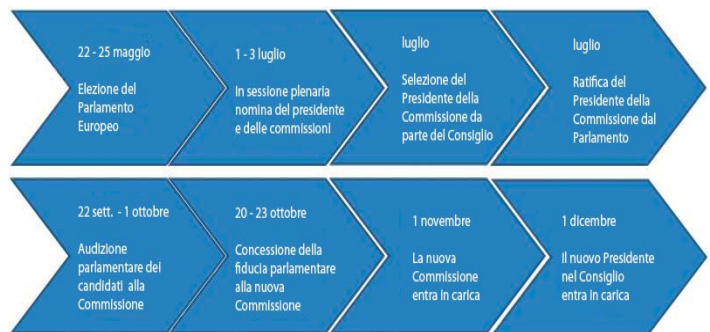 22 - 25 maggio
Elezione del
Parlamento
Europeo
1 - 3 luglio
In sessione plenaria
nomina del presidente
e delle commissioni
luglio
Selezione del
Presidente della
Commissione da
parte del Consiglio
luglio
Ratifica del
Presidente della
Commissione dal
Parlamento
22 sett. - 1 ottobre
Audizione
parlamentare dei
candidati alla
Commissione
20 - 23 ottobre
Concessione della
fiducia parlamentare
alla nuova
Commissione
1 novembre
La nuova
Commissione
entra in carica
1 dicembre
Il nuovo Presidente
nel Consiglio
entra in carica